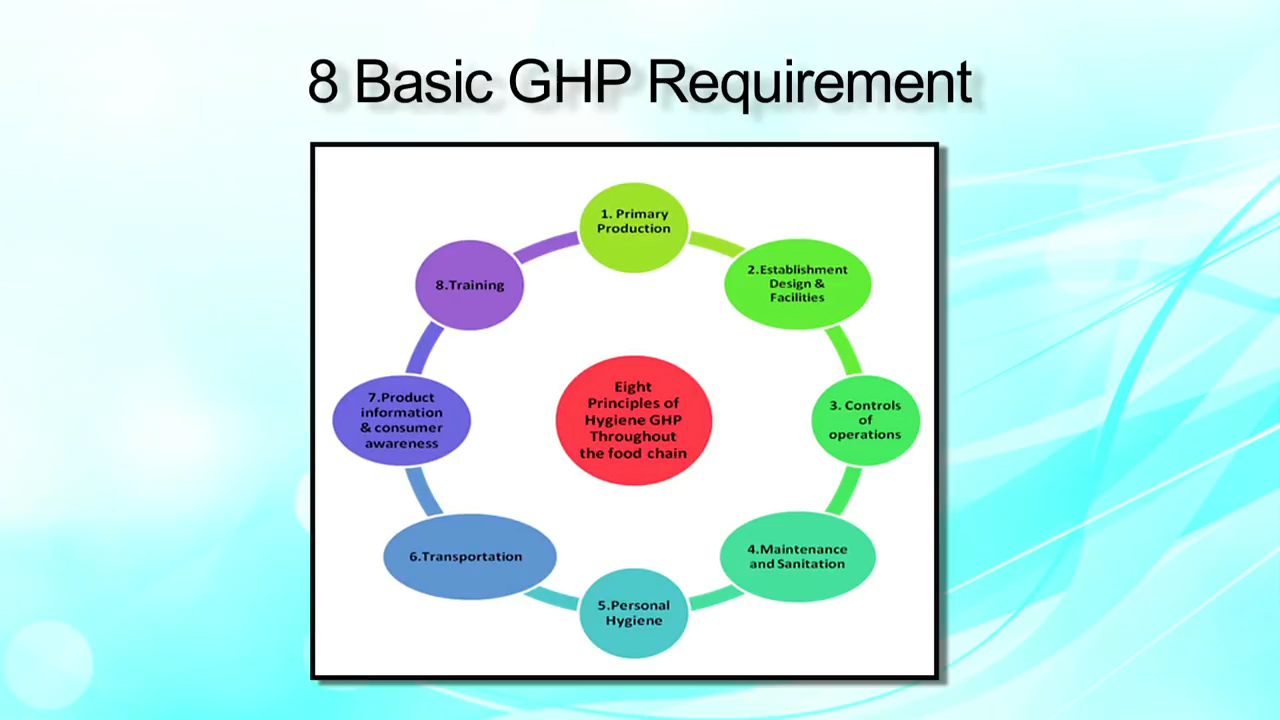 8 Basic GHP Requirement
1. Primary
Production
2.Establishment
Design &
Facilities
3. Controls
of
operations
4.Maintenance
and Sanitation
5.Personal
Hygiene
6.Transportation
7.Product
information
& consumer
awareness
8.Training
Eight
Principles of
Hygiene GHP
Throughout
the food chain